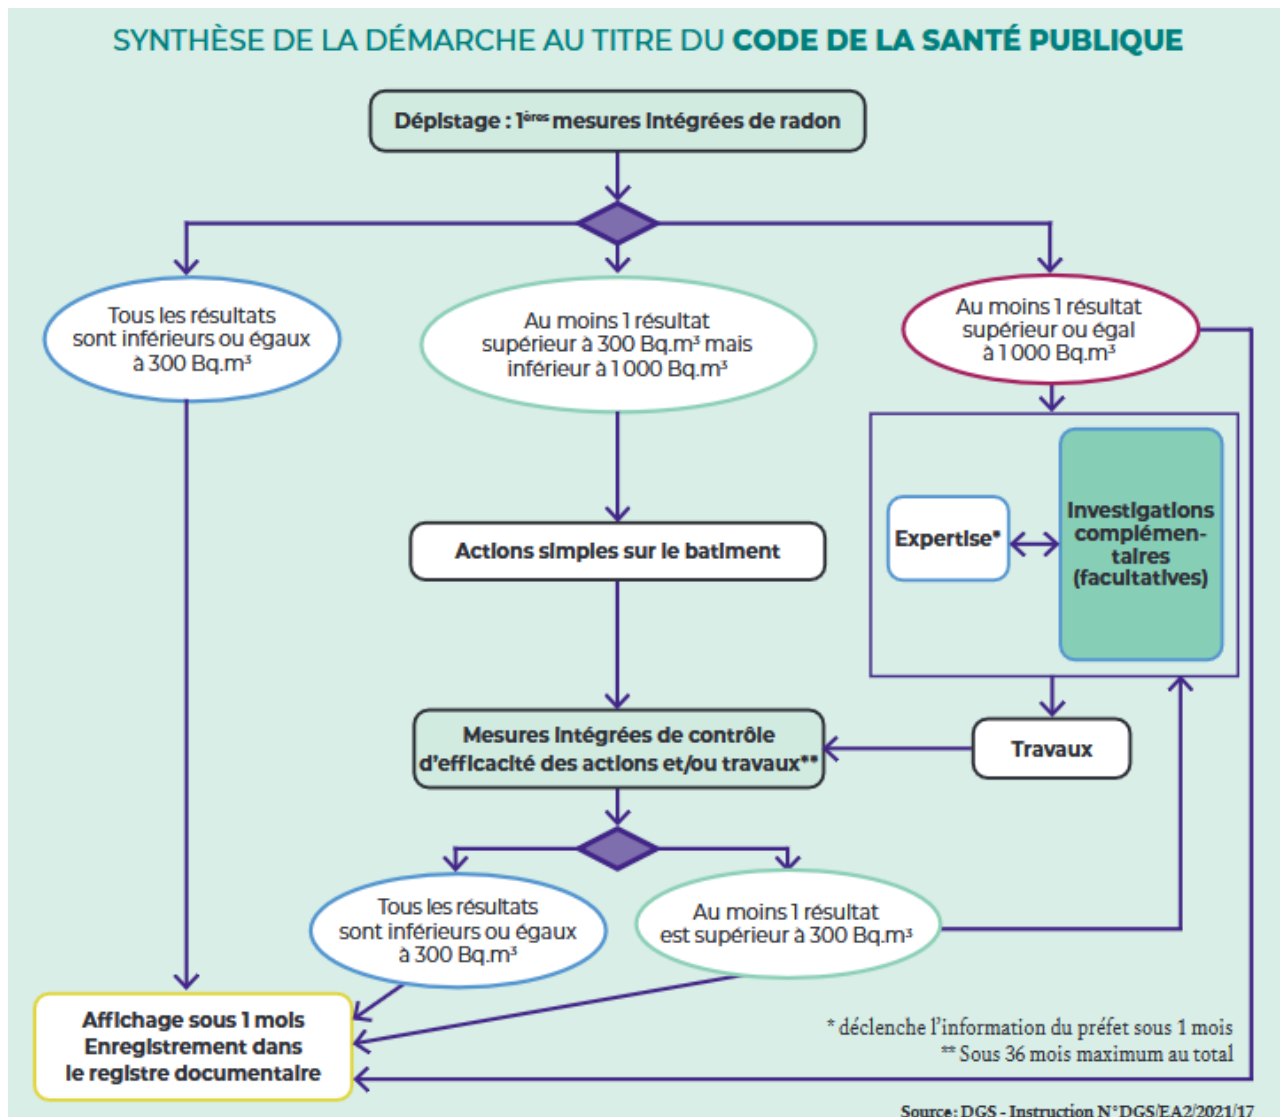 SYNTHÈSE DE LA DÉMARCHE AU TITRE DU CODE DE LA SANTÉ PUBLIQUE
Dépistage : 1ères mesures intégrées de radon
Tous les résultats
sont inférieurs ou égaux
à 300 Bq.m³
Au moins 1 résultat
supérieur à 300 Bq.m³ mais
inférieur à 1 000 Bq.m³
Au moins 1 résultat
supérieur ou égal
à 1 000 Bq.m³
Expertise*
Investigations
complémen-
taires
(facultatives)
Actions simples sur le batiment
Mesures intégrées de contrôle
d'efficacité des actions et/ou travaux**
Travaux
Tous les résultats
sont inférieurs ou égaux
à 300 Bq.m³
Au moins 1 résultat
est supérieur à 300 Bq.m³
Affichage sous 1 mois
Enregistrement dans
le registre documentaire
* déclenche l'information du préfet sous 1 mois
** Sous 36 mois maximum au total
Source : DGS - Instruction N°DGS/EA2/2021/17